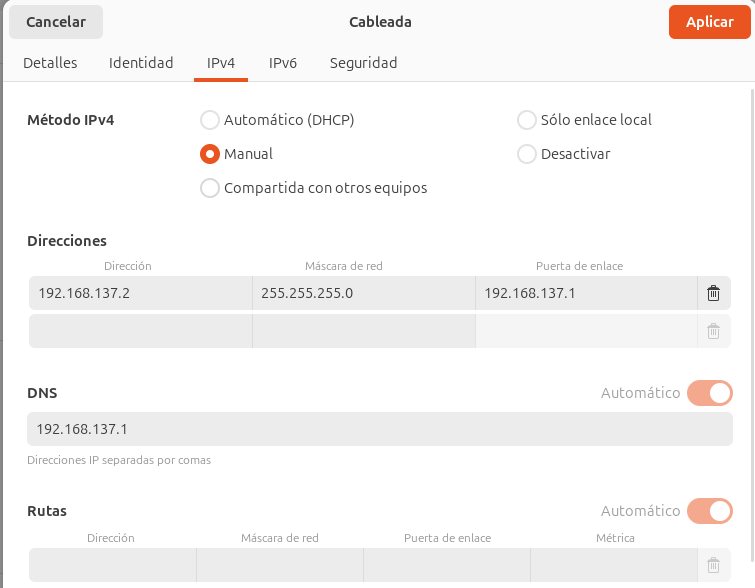 Cancelar Cableada Aplicar
Detalles Identidad IPv4 IPv6 Seguridad
Método IPv4 Automático (DHCP) Sólo enlace local
Manual Desactivar
Compartida con otros equipos
Direcciones
Dirección Máscara de red Puerta de enlace
192.168.137.2 255.255.255.0 192.168.137.1
DNS Automático
192.168.137.1
Direcciones IP separadas por comas
Rutas Automático
Dirección Máscara de red Puerta de enlace Métrica